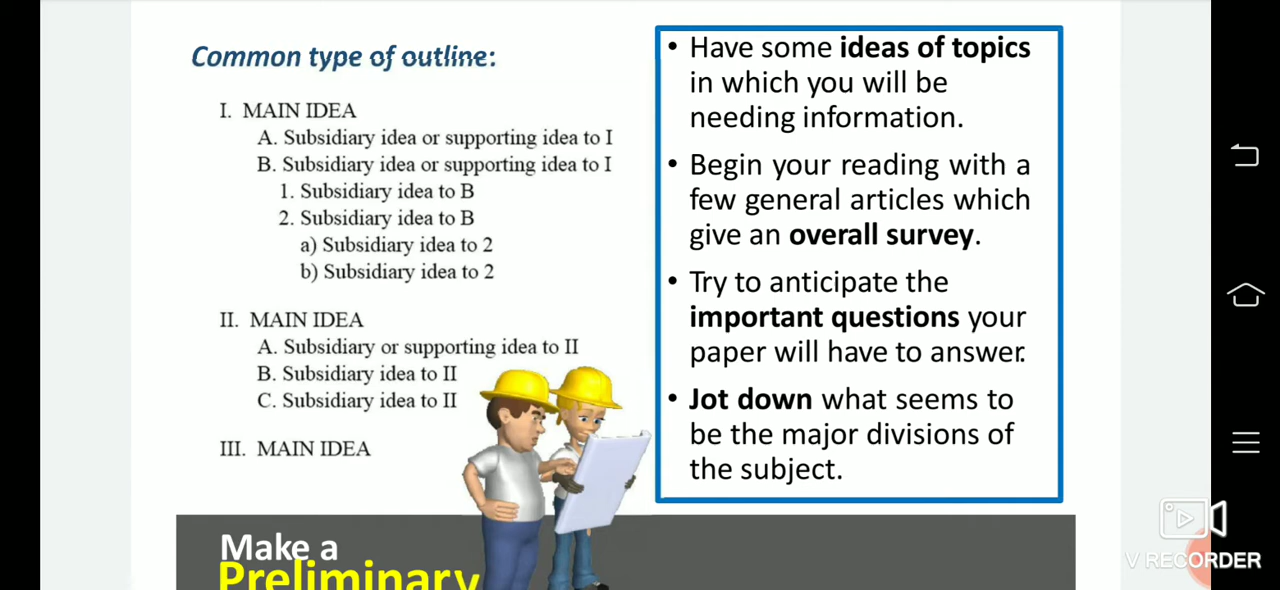 Common type of outline:
I. MAIN IDEA
A. Subsidiary idea or supporting idea to I
B. Subsidiary idea or supporting idea to I
1. Subsidiary idea to B
2. Subsidiary idea to B
a) Subsidiary idea to 2
b) Subsidiary idea to 2
II. MAIN IDEA
A. Subsidiary or supporting idea to II
B. Subsidiary idea to II
C. Subsidiary idea to II
III. MAIN IDEA
• Have some ideas of topics
in which you will be
needing information.
• Begin your reading with a
few general articles which
give an overall survey.
• Try to anticipate the
important questions your
paper will have to answer.
• Jot down what seems to
be the major divisions of
the subject.
Make a
Preliminary
V RECORDER